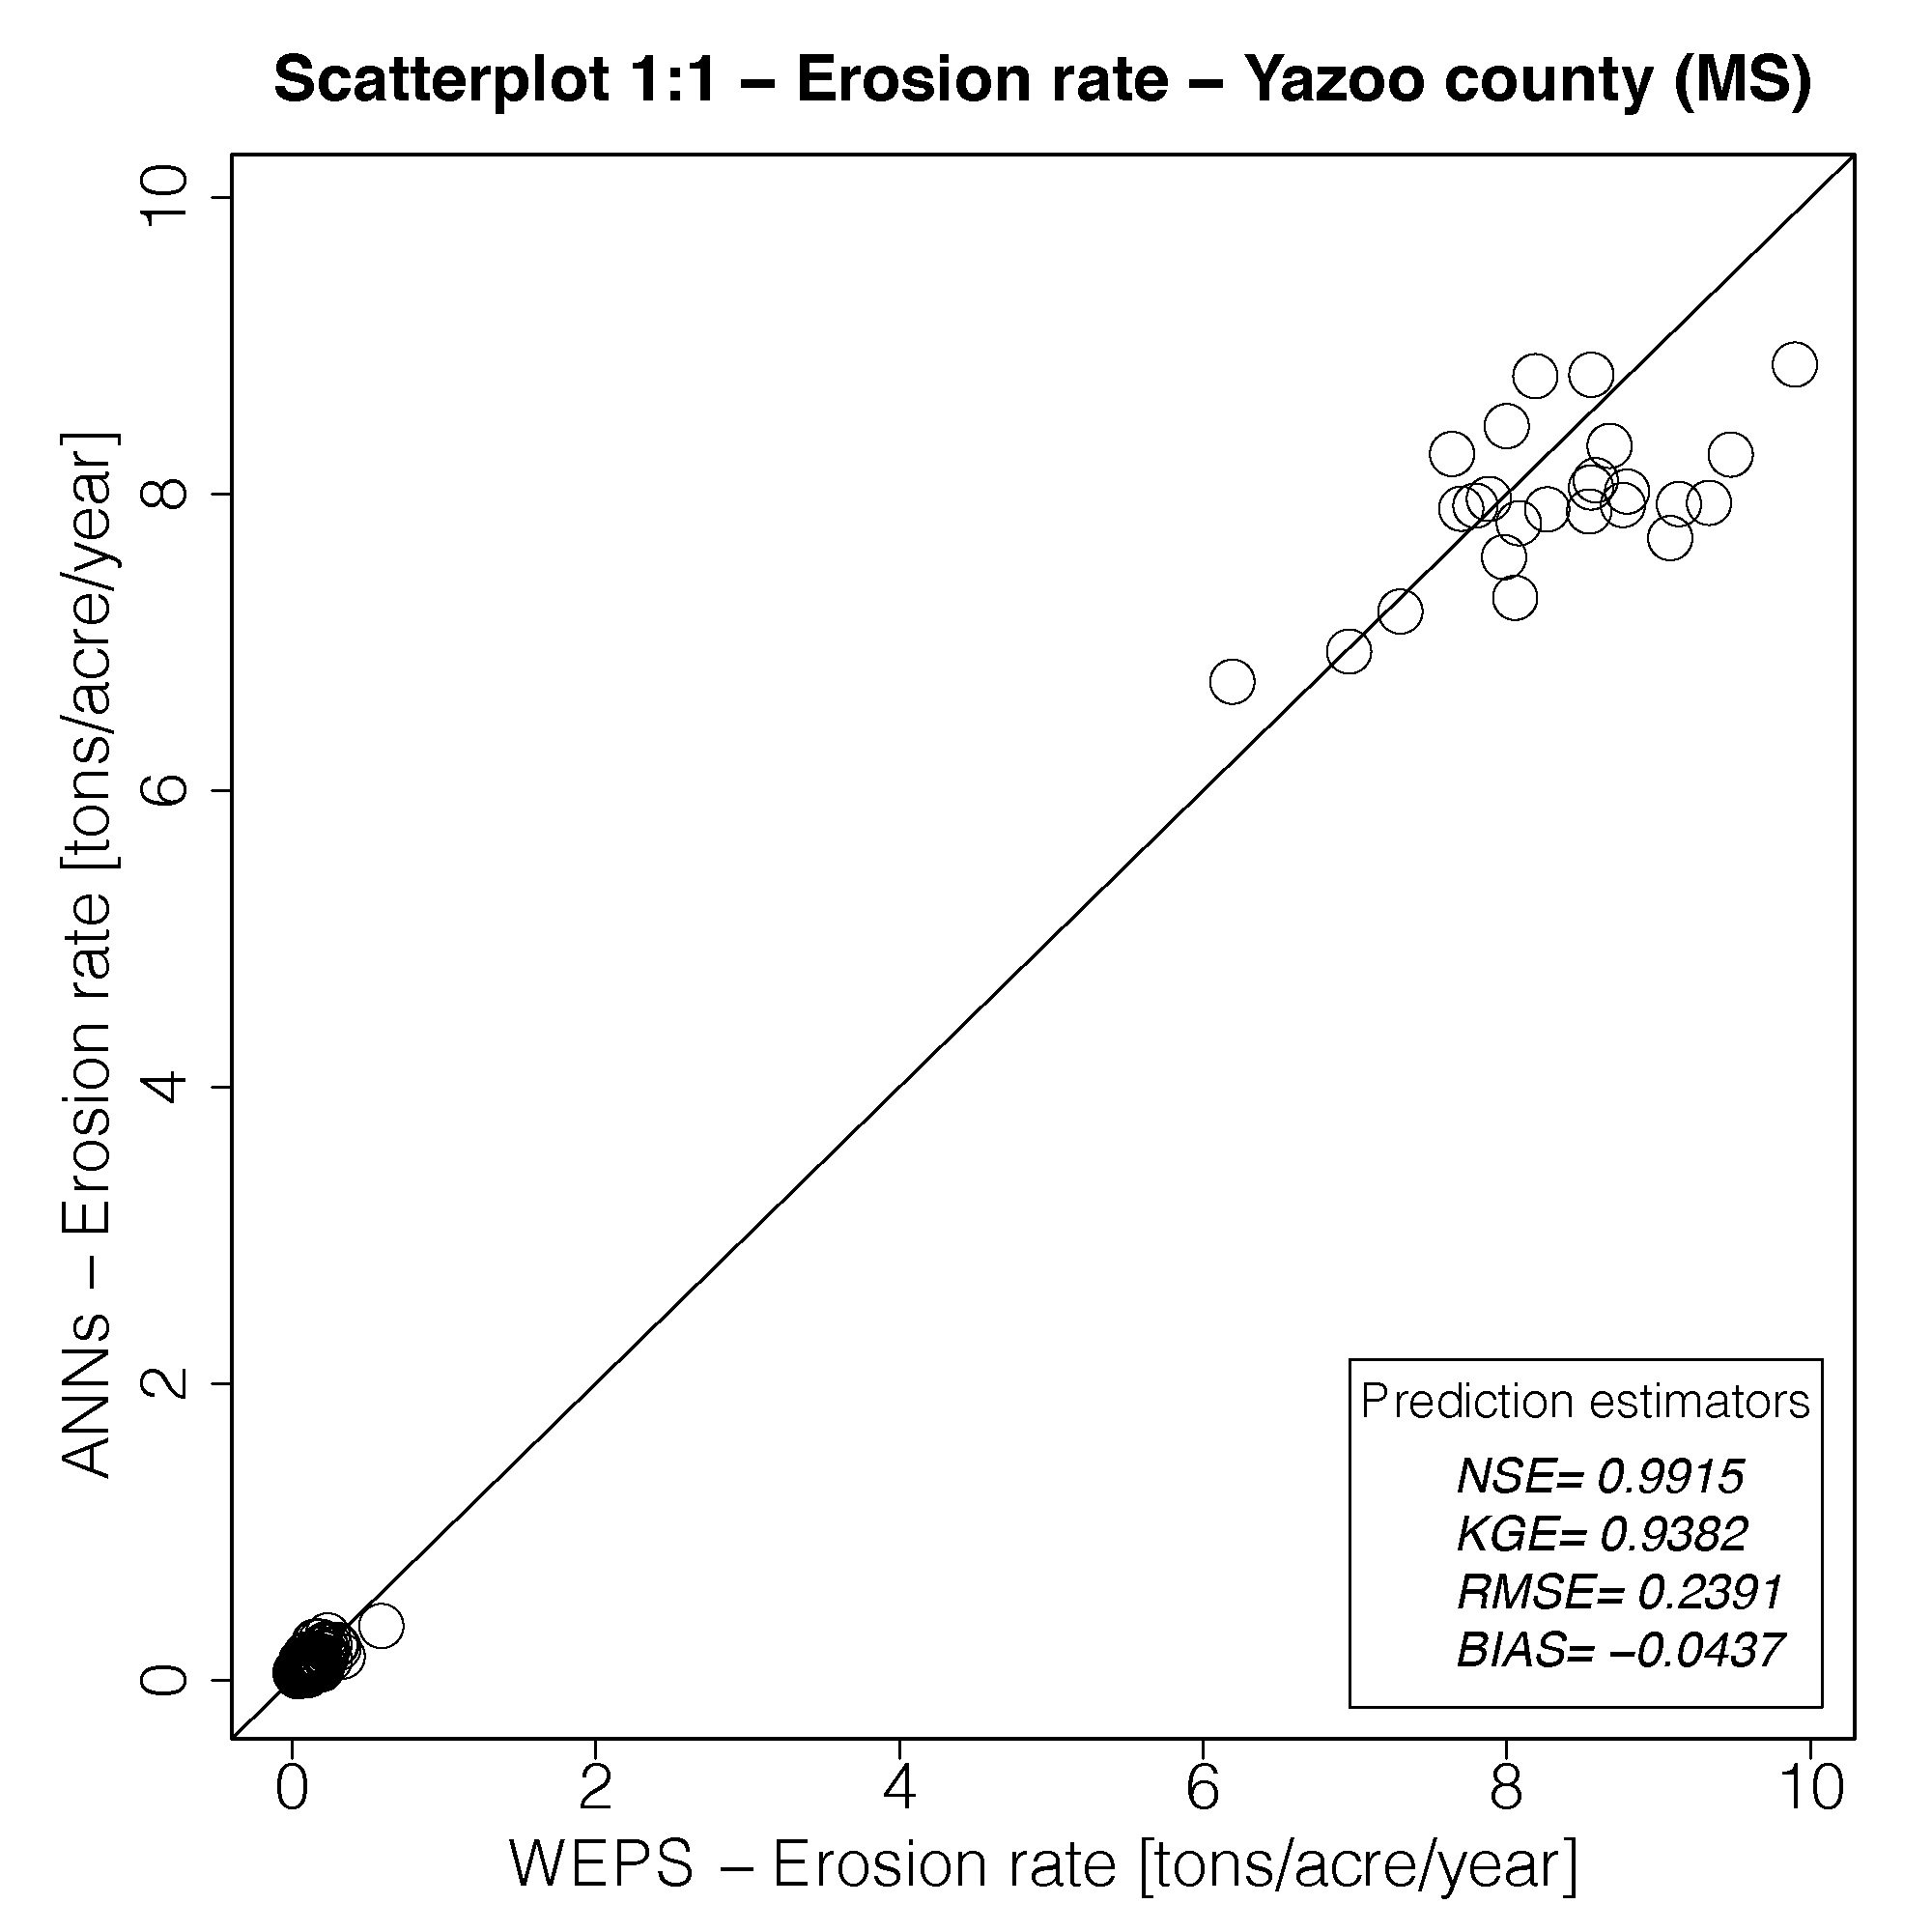 Scatterplot 1:1 – Erosion rate – Yazoo county (MS)
ANNs – Erosion rate [tons/acre/year]
10
8
6
4
2
0
Prediction estimators
NSE= 0.9915
KGE= 0.9382
RMSE= 0.2391
BIAS= −0.0437
0 2 4 6 8 10
WEPS – Erosion rate [tons/acre/year]